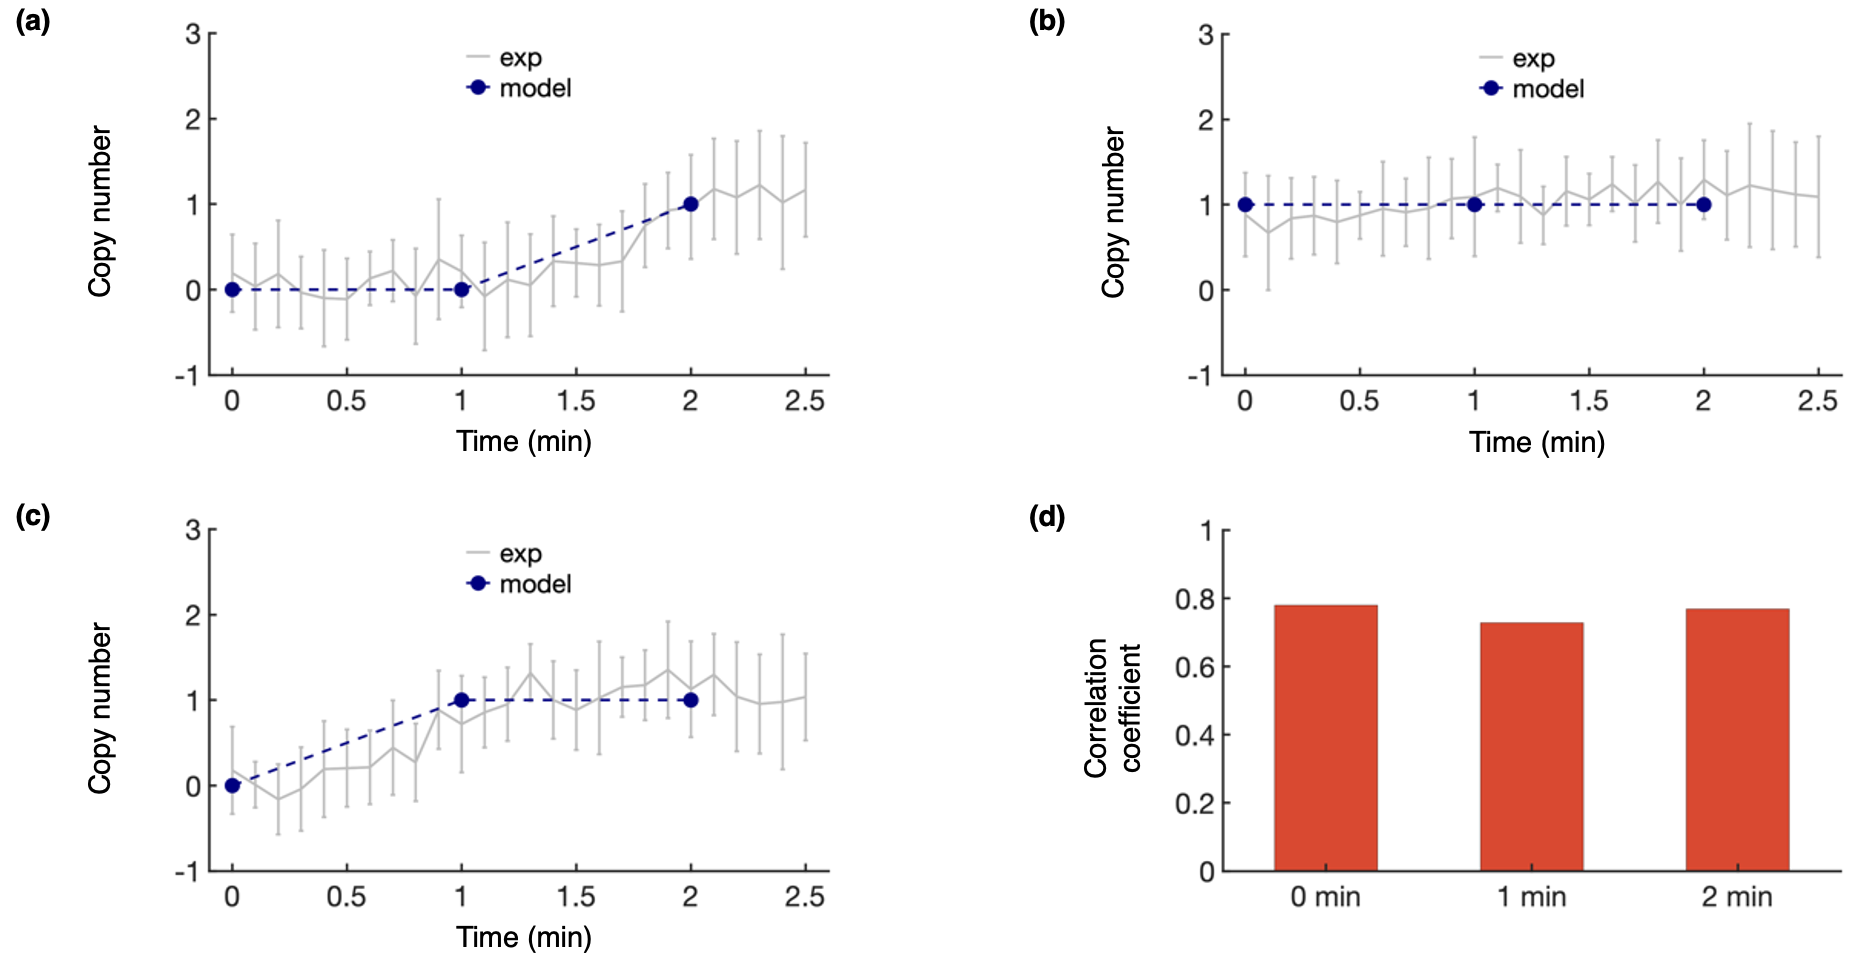 (a)
3
2
1
0
-1
Copy number
exp
model
0 0.5 1 1.5 2 2.5
Time (min)
(b)
3
2
1
0
-1
Copy number
exp
model
0 0.5 1 1.5 2 2.5
Time (min)
(c)
3
2
1
0
-1
Copy number
exp
model
0 0.5 1 1.5 2 2.5
Time (min)
(d)
1
0.8
0.6
0.4
0.2
0
Correlation
coefficient
0 min 1 min 2 min